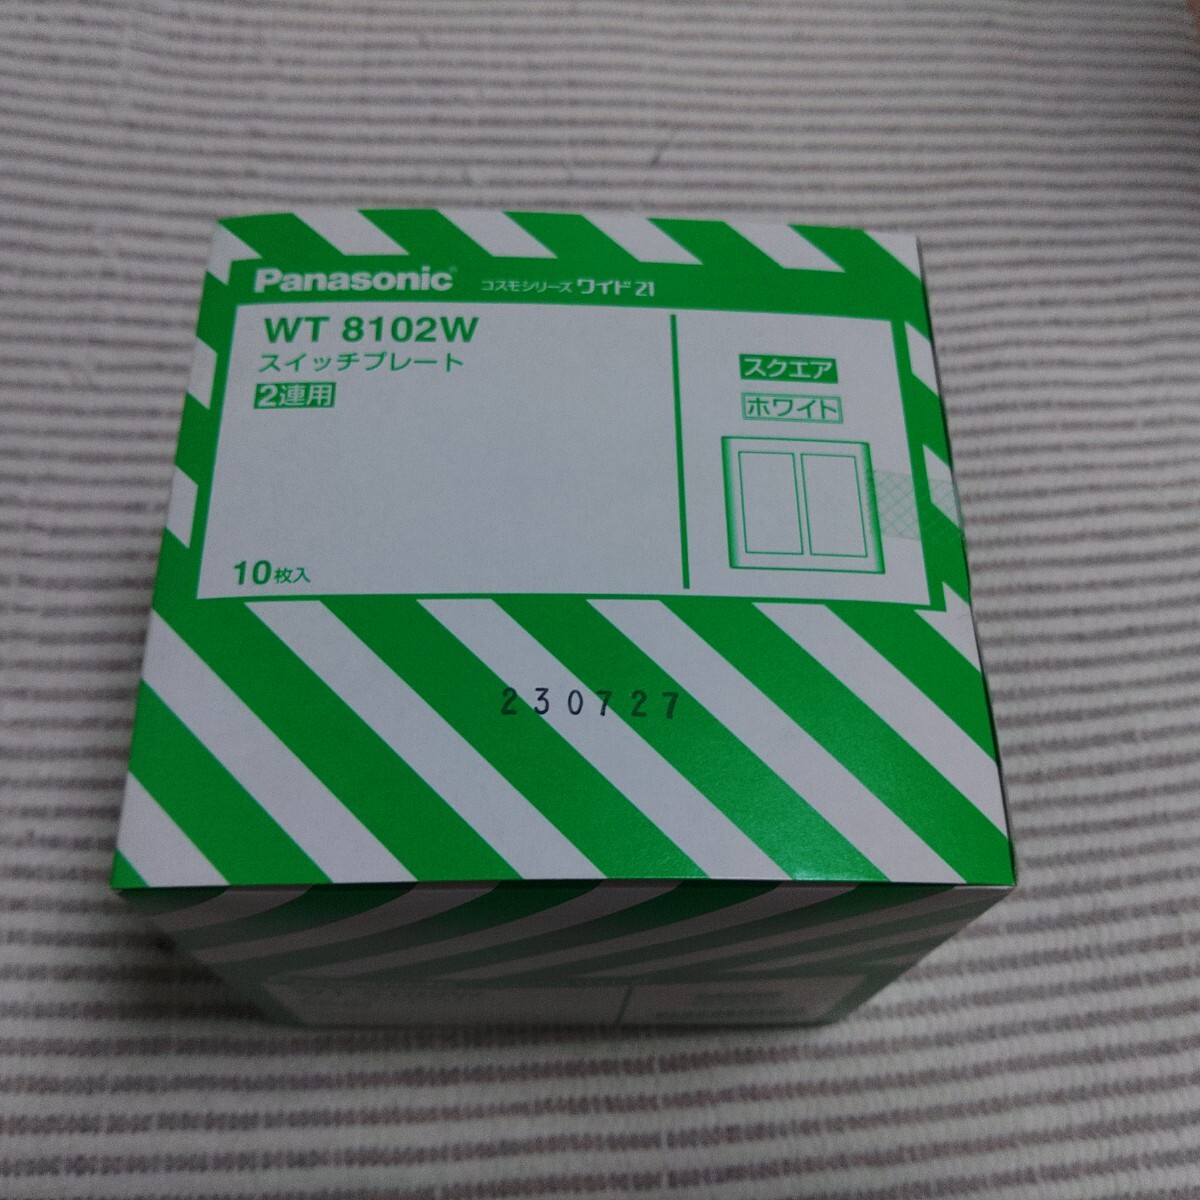 Panasonic コスモシリーズ ワイド21
WT 8102W
スイッチプレート
2連用
スクエア
ホワイト
10枚入
230727